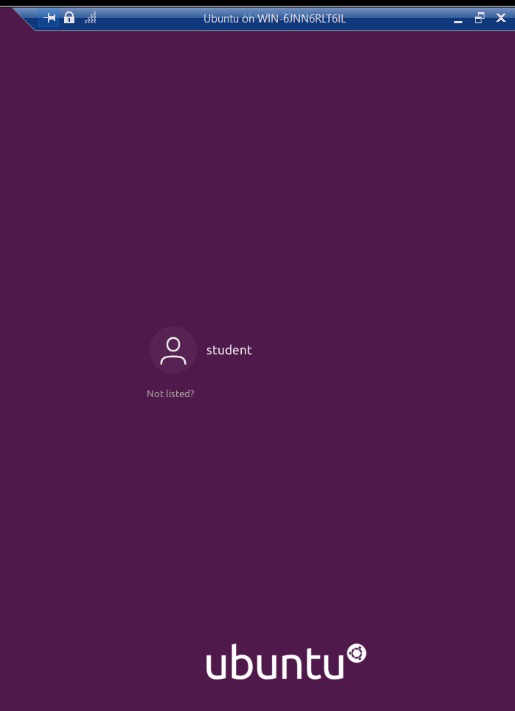 Ubuntu on WIN-6JNN6RLT6IL
student
Not listed?
ubuntu